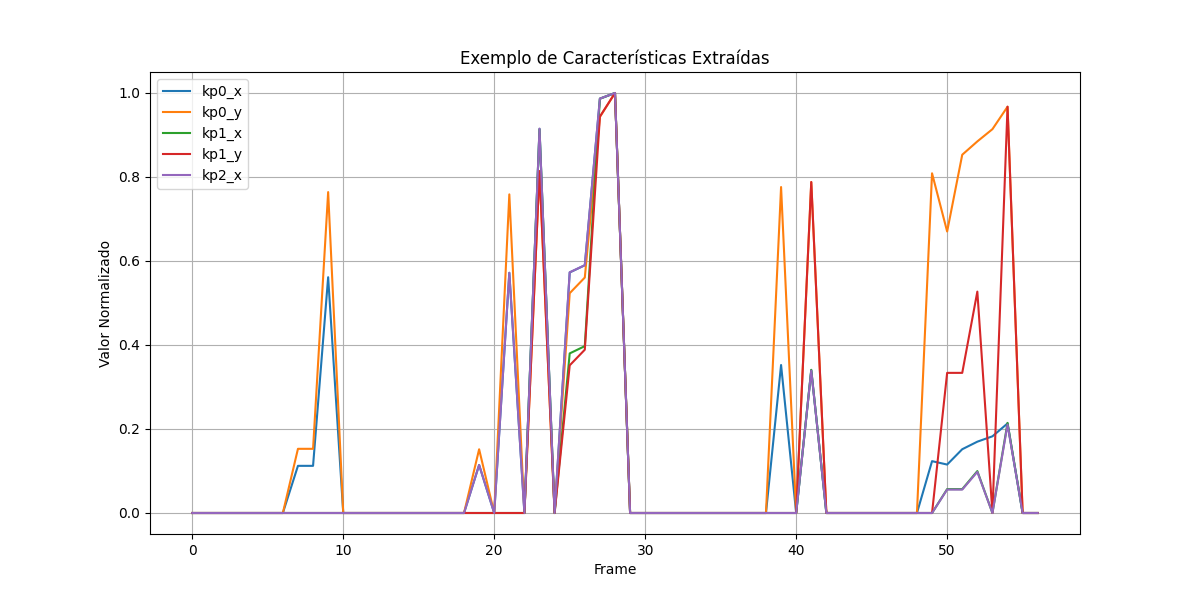 Exemplo de Características Extraídas
kp0_x
kp0_y
kp1_x
kp1_y
kp2_x
Valor Normalizado
1.0
0.8
0.6
0.4
0.2
0.0
0 10 20 30 40 50
Frame